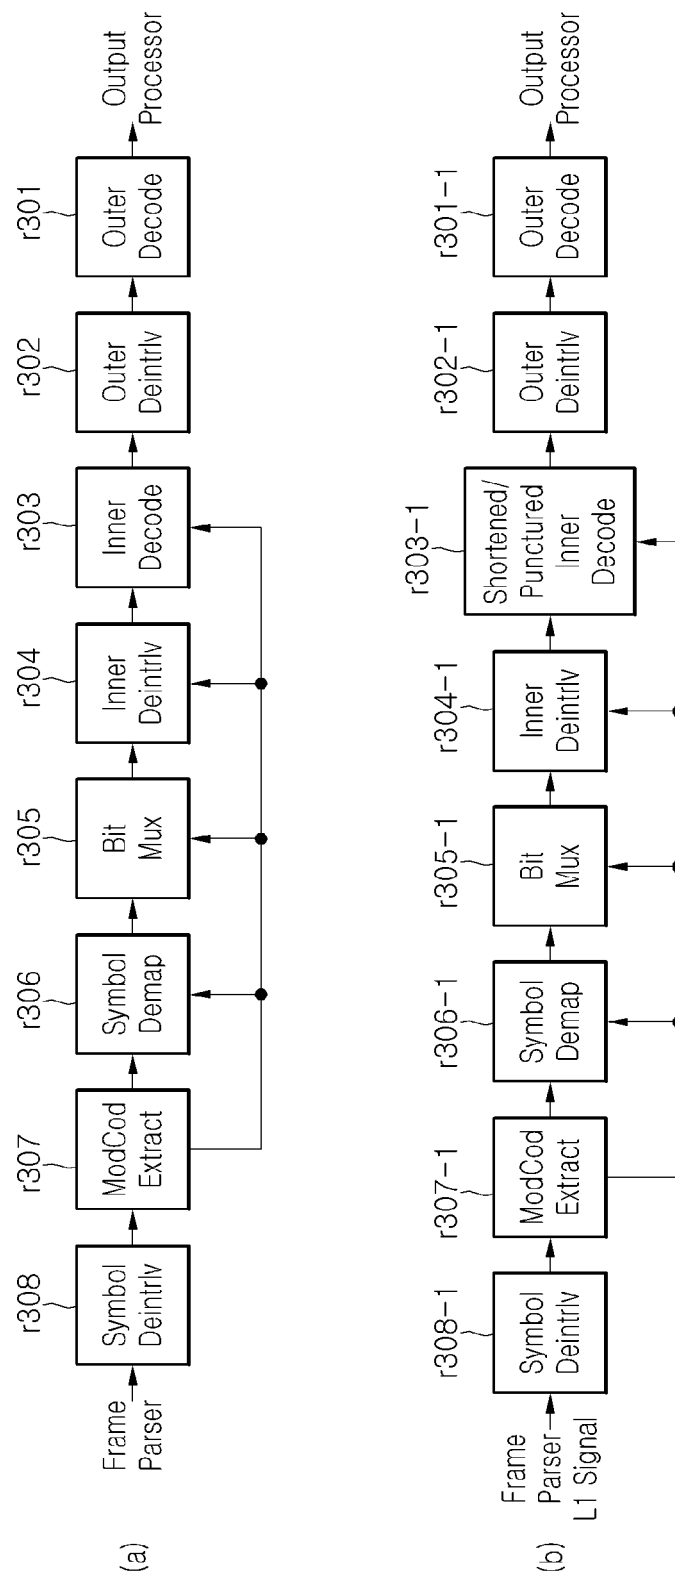 (a)
Frame
Parser
r308
Symbol
Deintrlv
r307
ModCod
Extract
r306
Symbol
Demap
r305
Bit
Mux
r304
Inner
Deintrlv
r303
Inner
Decode
r302
Outer
Deintrlv
r301
Outer
Decode
Output
Processor
(b)
Frame
Parser
L1 Signal
r308-1
Symbol
Deintrlv
r307-1
ModCod
Extract
r306-1
Symbol
Demap
r305-1
Bit
Mux
r304-1
Inner
Deintrlv
r303-1
Shortened/
Punctured
Inner
Decode
r302-1
Outer
Deintrlv
r301-1
Outer
Decode
Output
Processor